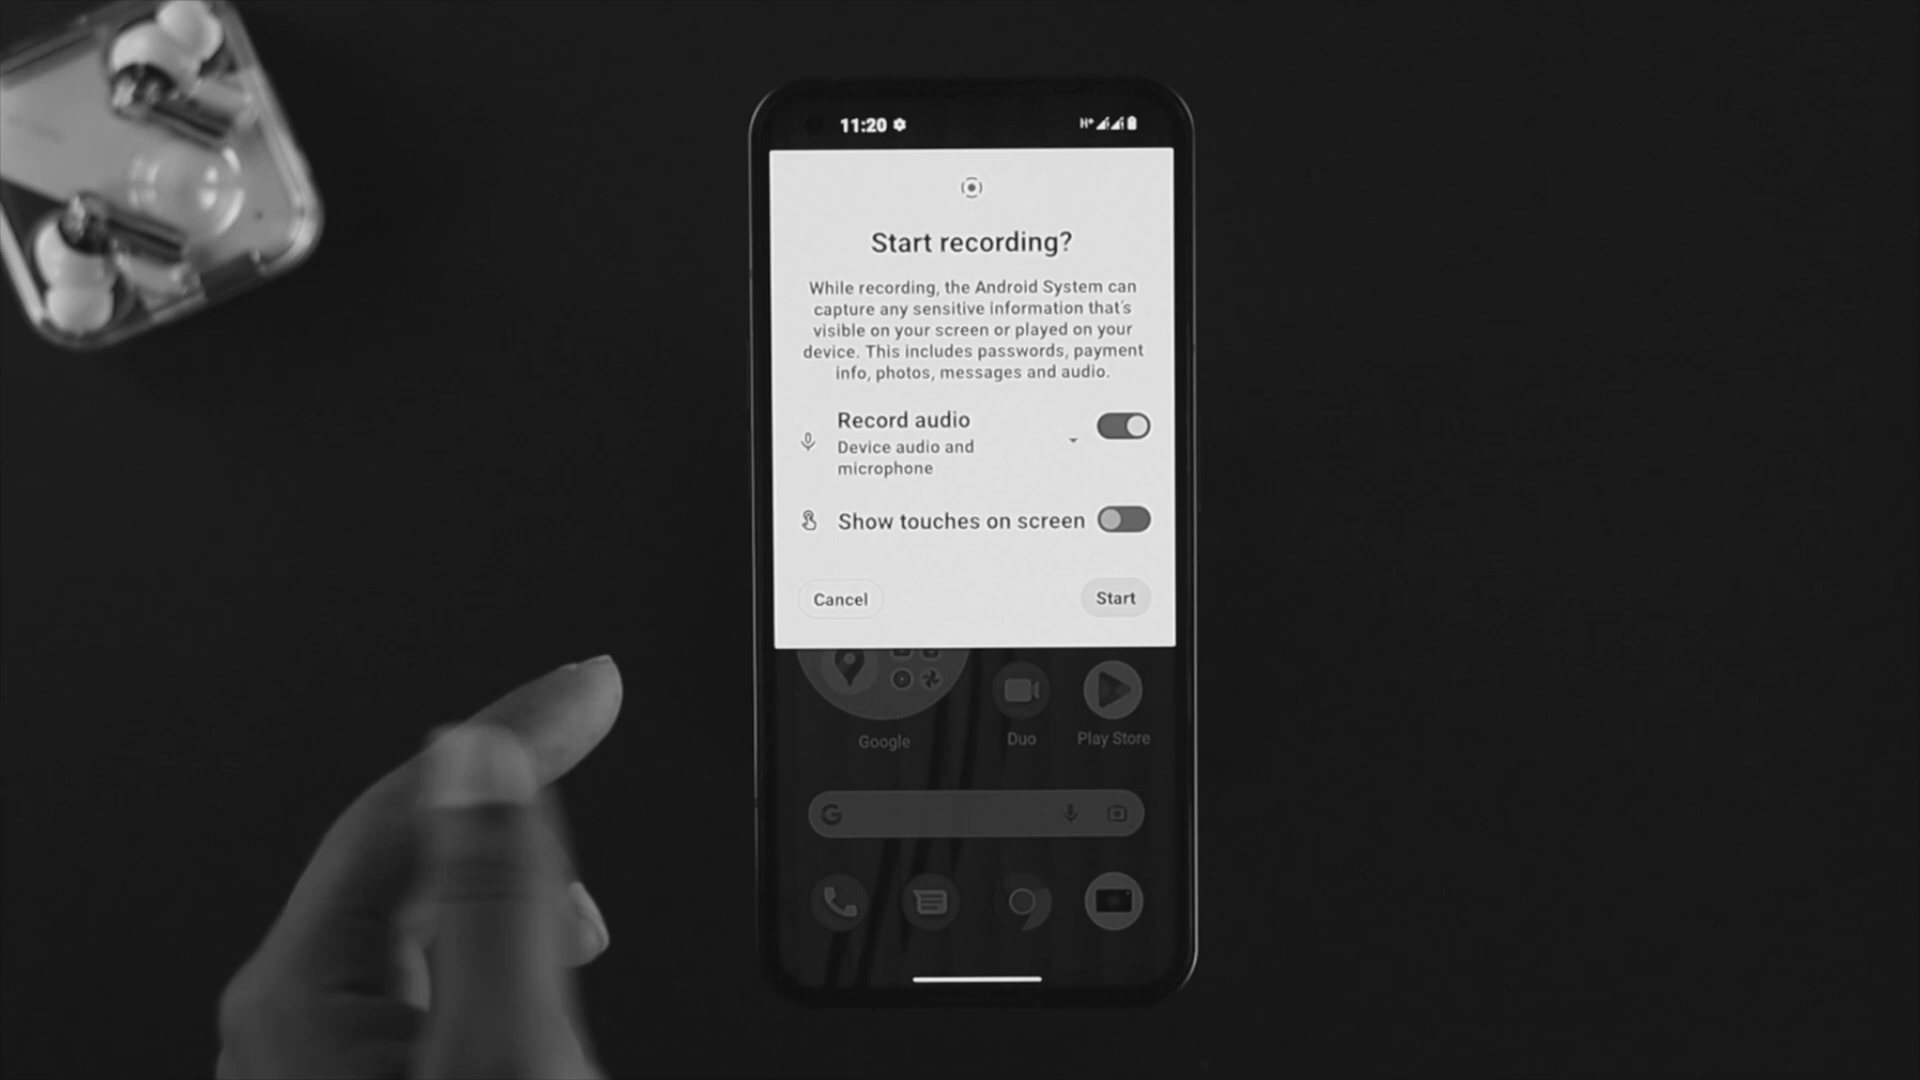 11:20
H+
Start recording?
While recording, the Android System can
capture any sensitive information that's
visible on your screen or played on your
device. This includes passwords, payment
info, photos, messages and audio.
Record audio
Device audio and
microphone
Show touches on screen
Cancel
Start
Google
Duo
Play Store
G